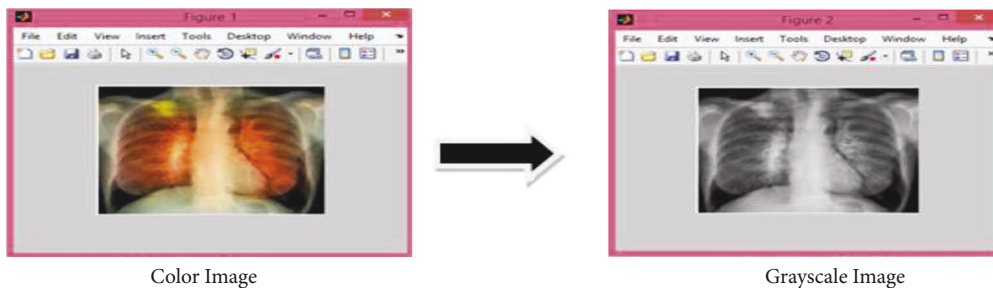 Figure 1
File Edit View Insert Tools Desktop Window Help
Figure 2
File Edit View Insert Tools Desktop Window Help
Color Image
Grayscale Image